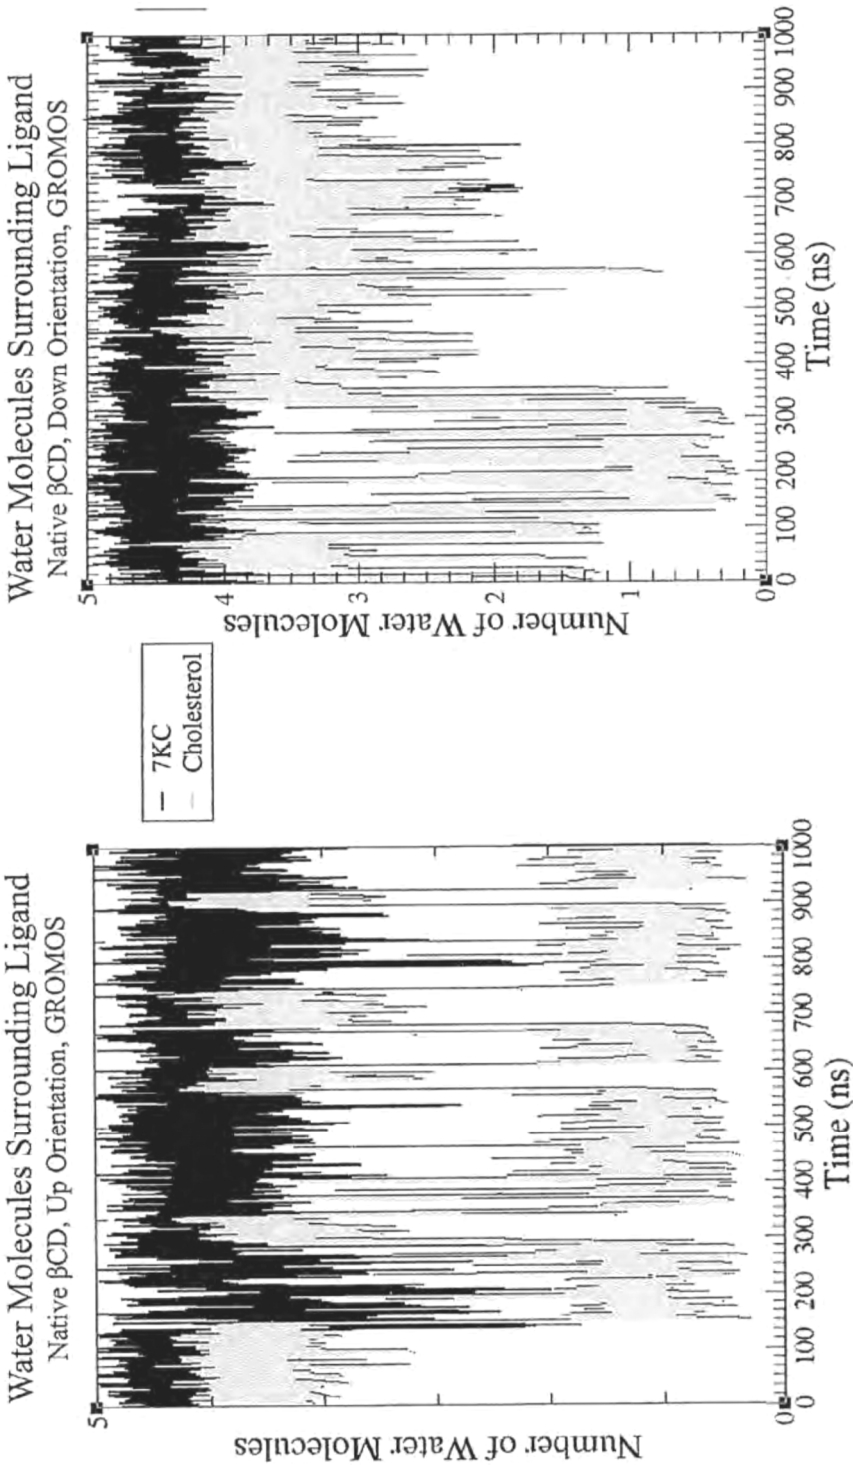 Water Molecules Surrounding Ligand
Native βCD, Up Orientation, GROMOS
Number of Water Molecules
5
0
0 100 200 300 400 500 600 700 800 900 1000
Time (ns)
7KC
Cholesterol
Water Molecules Surrounding Ligand
Native βCD, Down Orientation, GROMOS
Number of Water Molecules
5
4
3
2
1
0
0 100 200 300 400 500 600 700 800 900 1000
Time (ns)